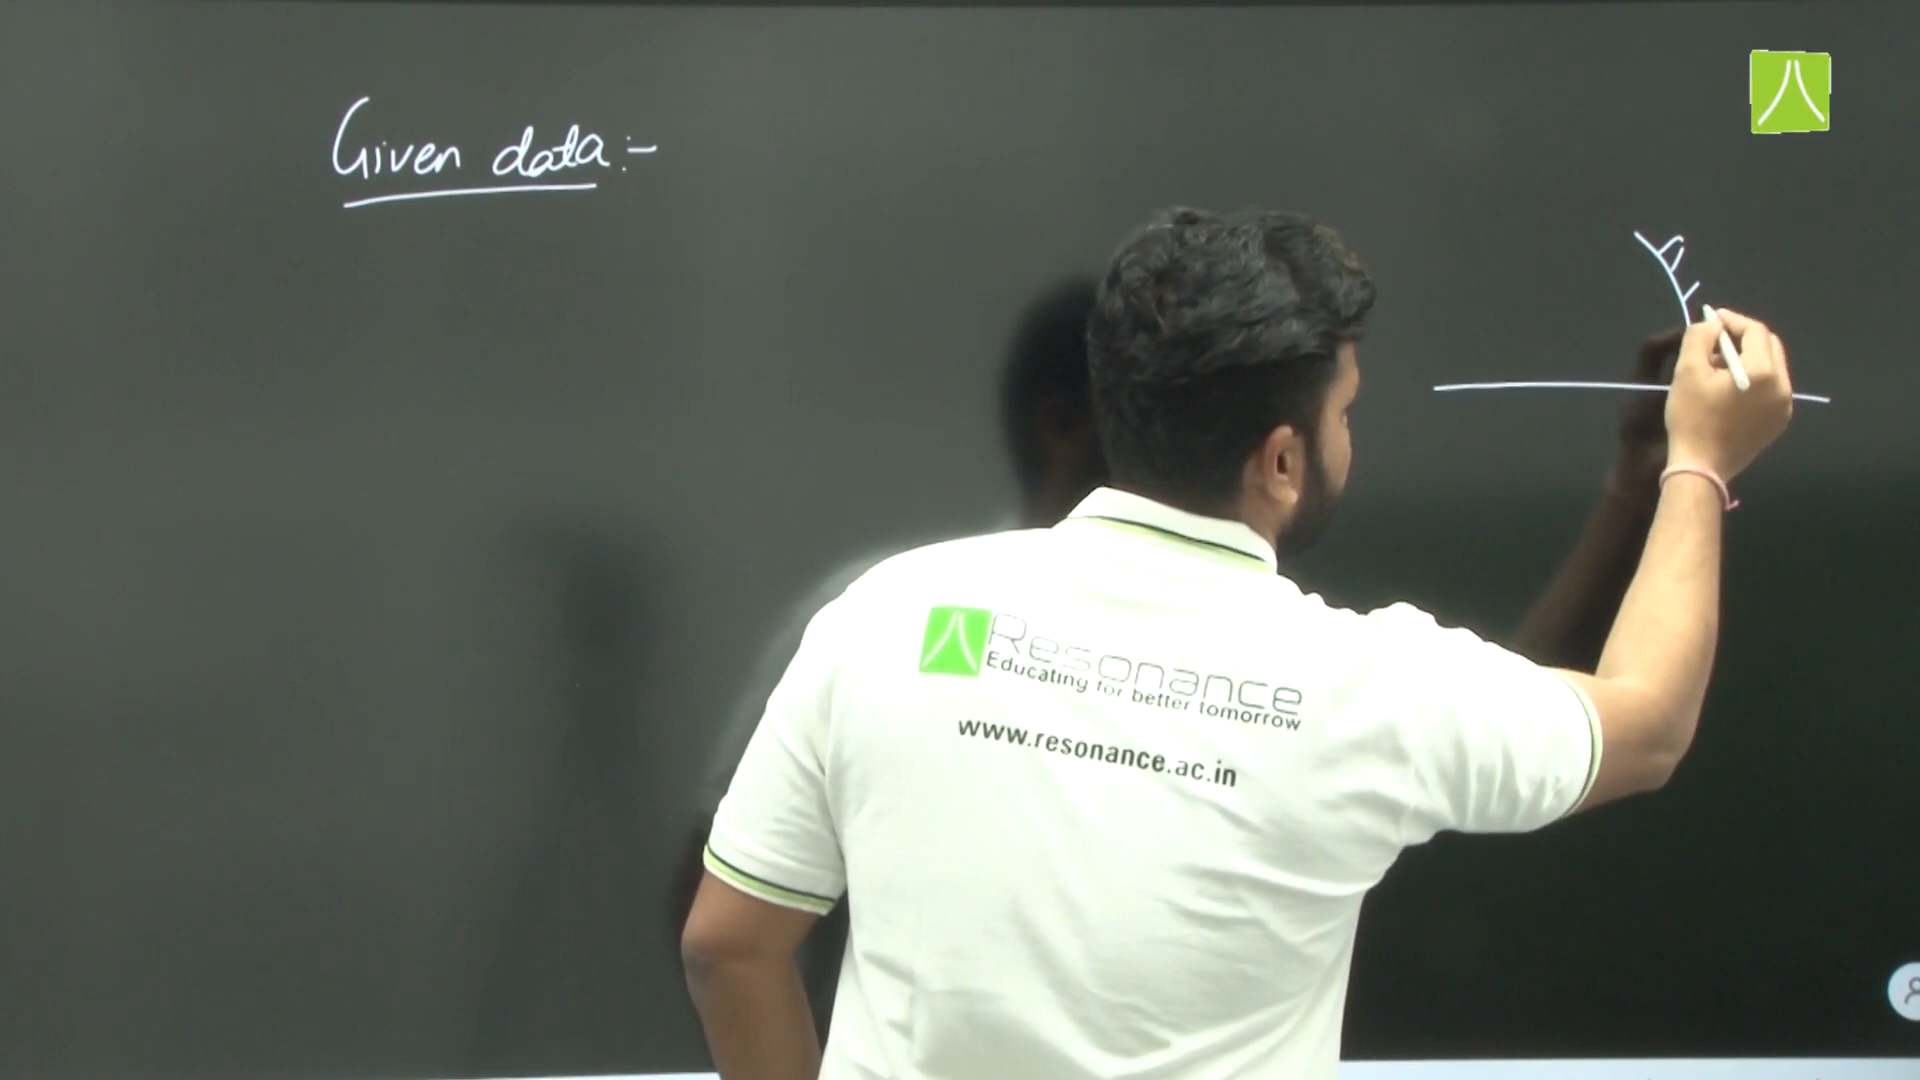 Given data:-
Resonance
Educating for better tomorrow
www.resonance.ac.in